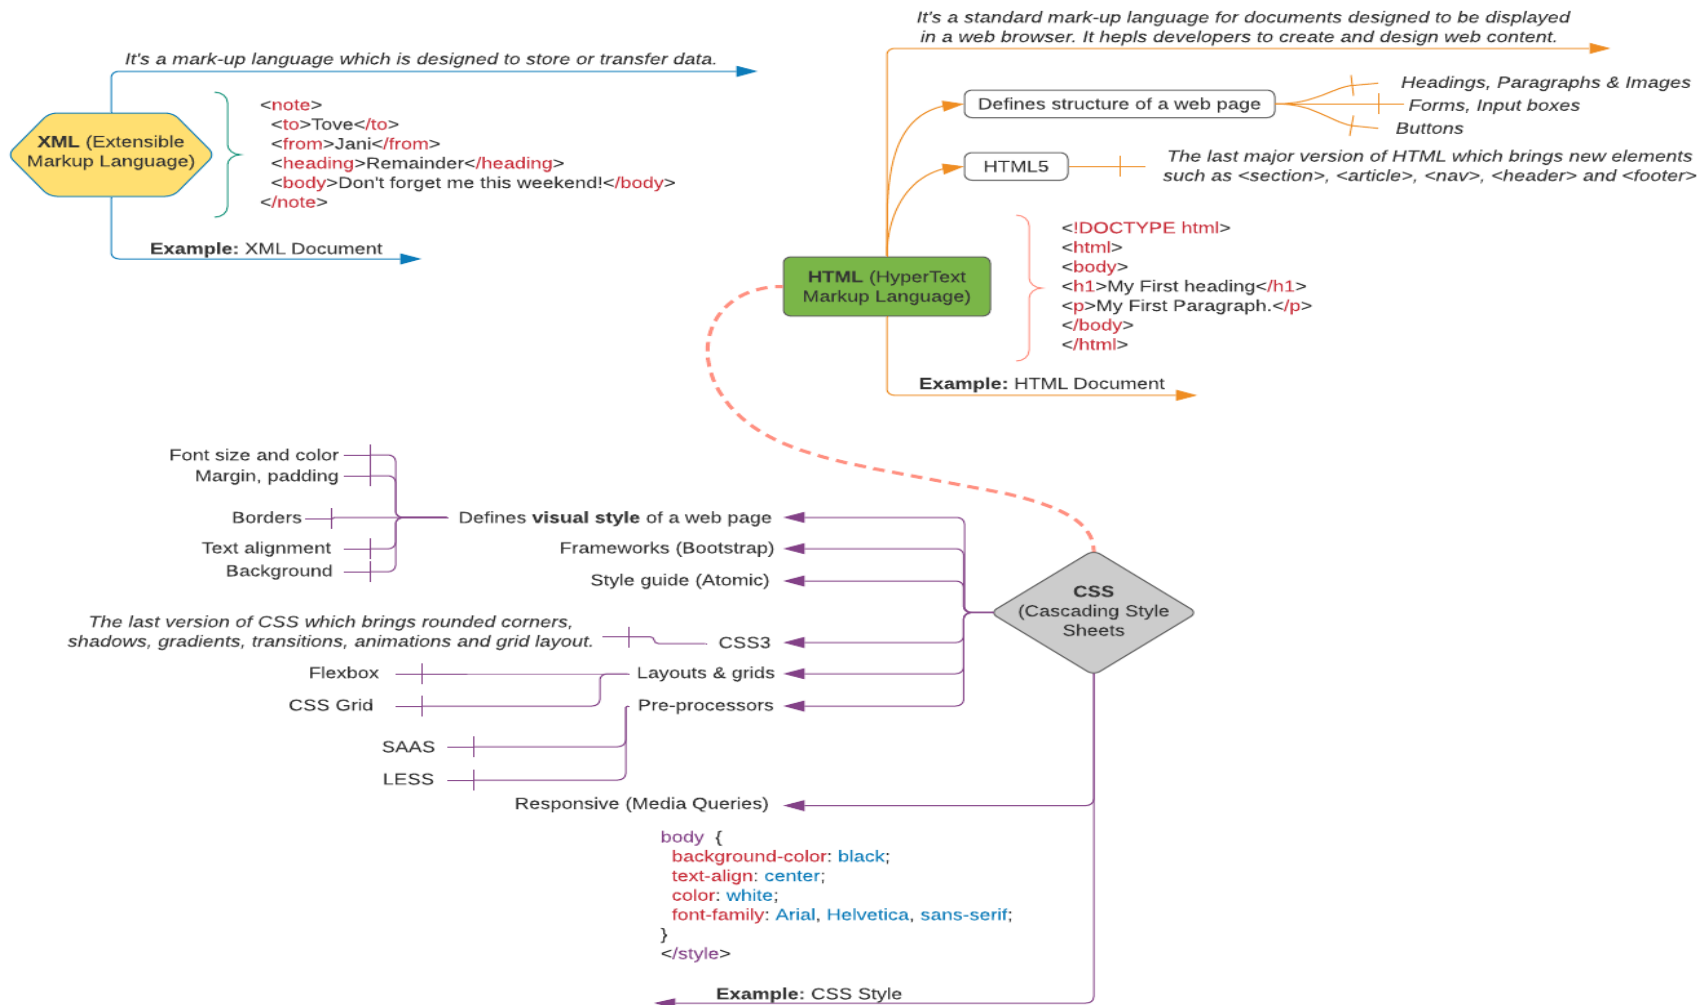 It's a mark-up language which is designed to store or transfer data.
XML (Extensible
Markup Language)
<note>
<to>Tove</to>
<from>Jani</from>
<heading>Remainder</heading>
<body>Don't forget me this weekend!</body>
</note>
Example: XML Document
It's a standard mark-up language for documents designed to be displayed
in a web browser. It hepls developers to create and design web content.
Defines structure of a web page
Headings, Paragraphs & Images
Forms, Input boxes
Buttons
HTML5
The last major version of HTML which brings new elements
such as <section>, <article>, <nav>, <header> and <footer>
HTML (HyperText
Markup Language)
<!DOCTYPE html>
<html>
<body>
<h1>My First heading</h1>
<p>My First Paragraph.</p>
</body>
</html>
Example: HTML Document
CSS
(Cascading Style
Sheets
Defines visual style of a web page
Font size and color
Margin, padding
Borders
Text alignment
Background
Frameworks (Bootstrap)
Style guide (Atomic)
CSS3
The last version of CSS which brings rounded corners,
shadows, gradients, transitions, animations and grid layout.
Layouts & grids
Flexbox
CSS Grid
Pre-processors
SAAS
LESS
Responsive (Media Queries)
body {
background-color: black;
text-align: center;
color: white;
font-family: Arial, Helvetica, sans-serif;
}
</style>
Example: CSS Style